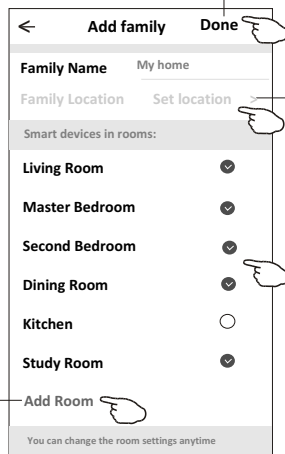 Add family Done
Family Name My home
Family Location Set location >
Smart devices in rooms:
Living Room
Master Bedroom
Second Bedroom
Dining Room
Kitchen
Study Room
Add Room
You can change the room settings anytime